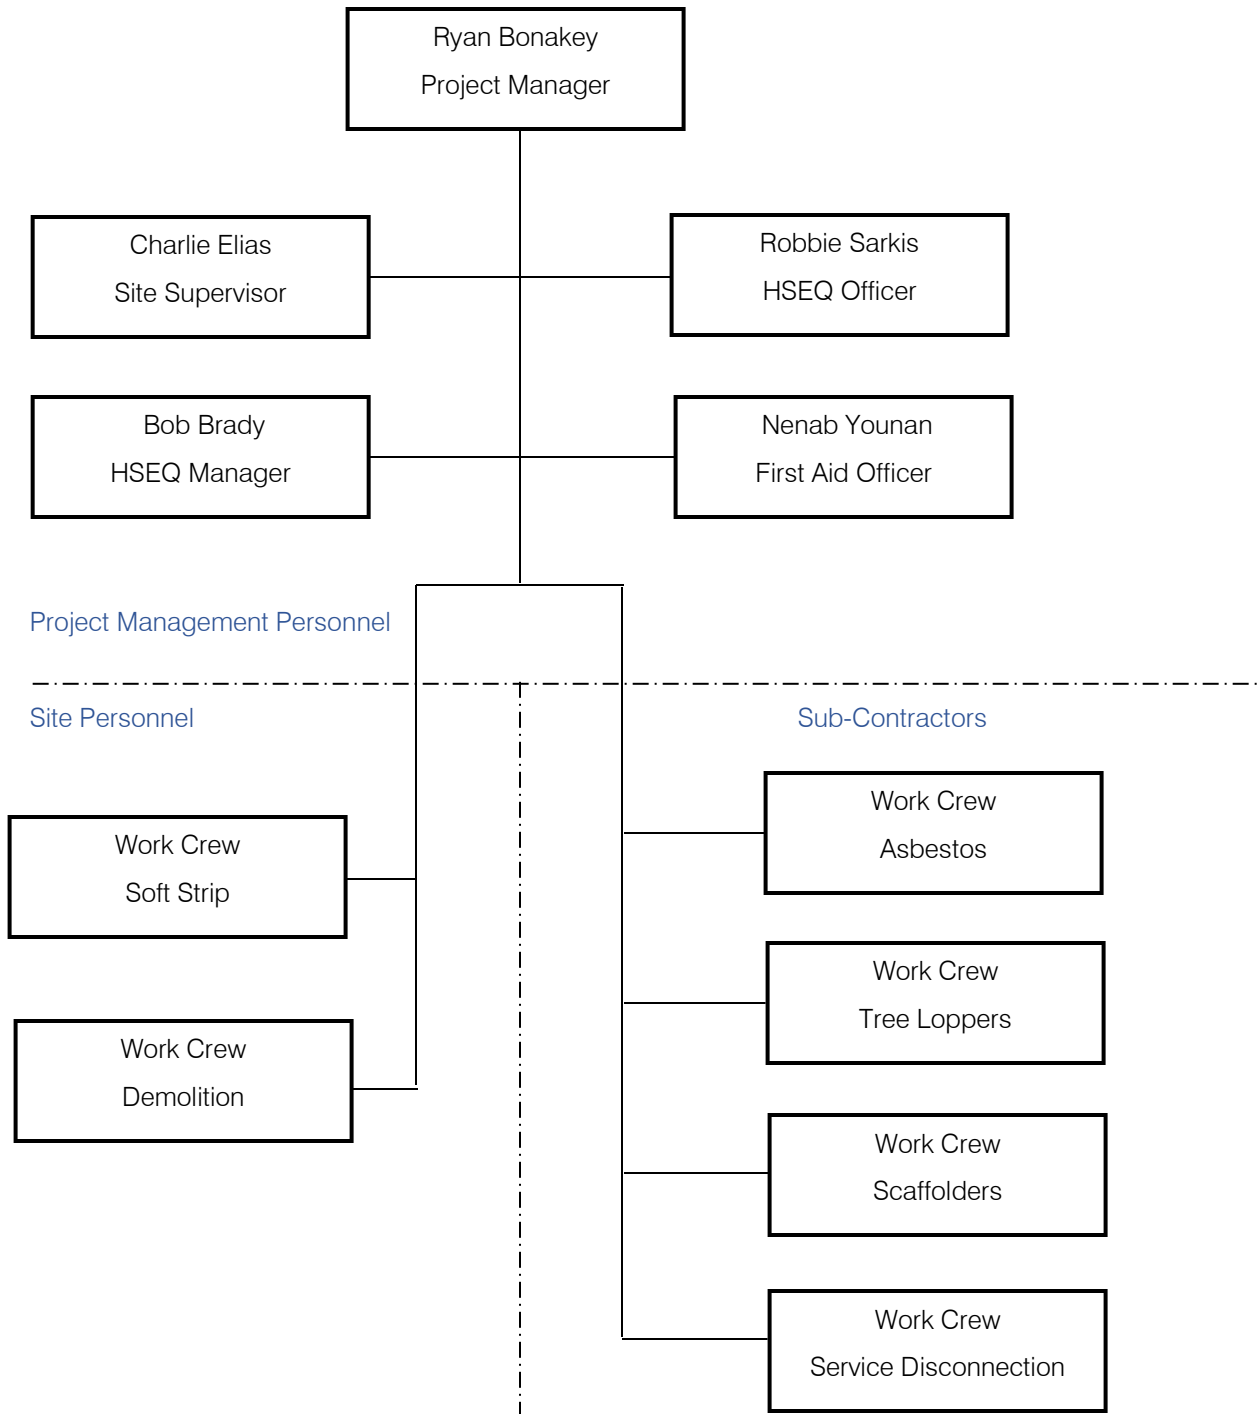 Ryan Bonakey
Project Manager
Charlie Elias
Site Supervisor
Robbie Sarkis
HSEQ Officer
Bob Brady
HSEQ Manager
Nenab Younan
First Aid Officer
Project Management Personnel
Site Personnel
Sub-Contractors
Work Crew
Soft Strip
Work Crew
Demolition
Work Crew
Asbestos
Work Crew
Tree Loppers
Work Crew
Scaffolders
Work Crew
Service Disconnection